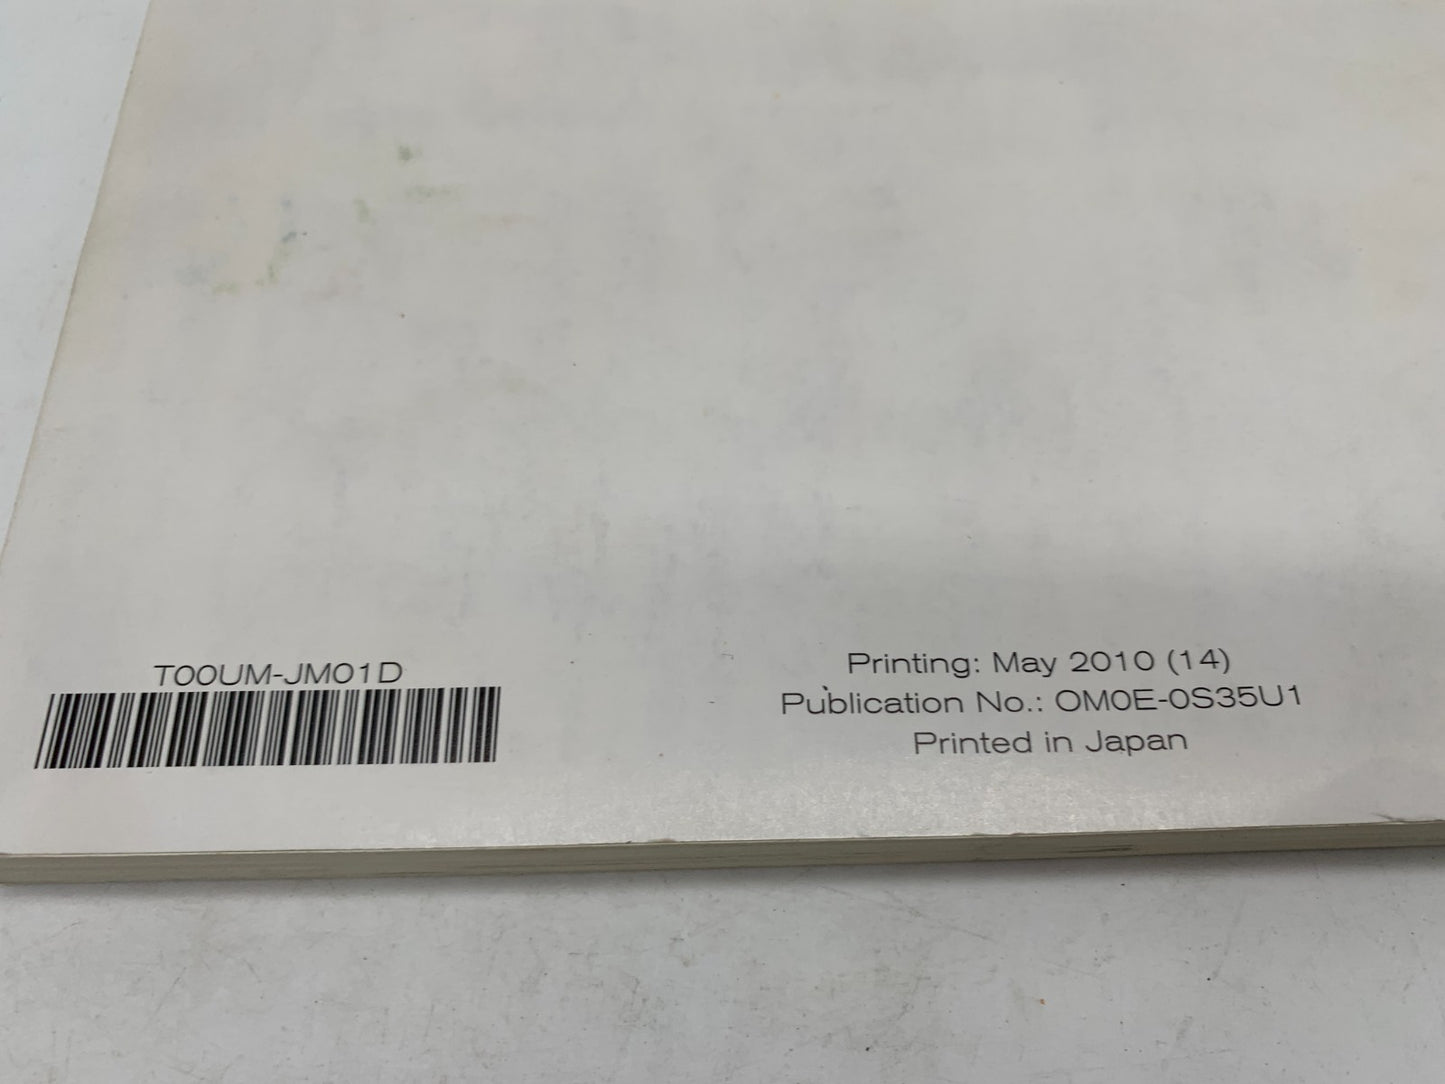 T00UM-JM01D
Printing: May 2010 (14)
Publication No.: OM0E-0S35U1
Printed in Japan